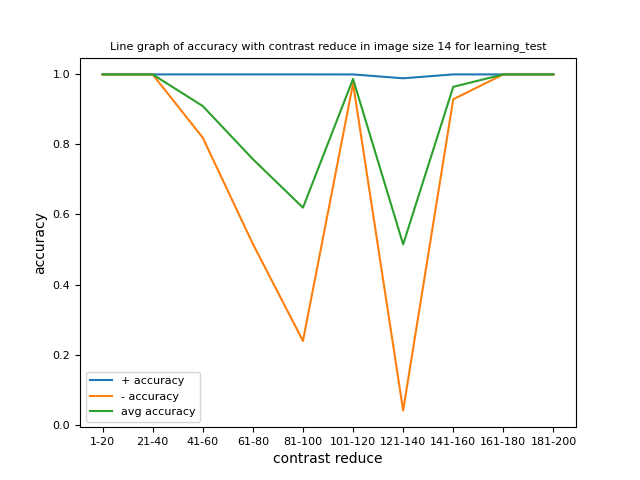 Line graph of accuracy with contrast reduce in image size 14 for learning_test
1.0
0.8
0.6
0.4
0.2
0.0
accuracy
+ accuracy
- accuracy
avg accuracy
1-20 21-40 41-60 61-80 81-100 101-120 121-140 141-160 161-180 181-200
contrast reduce